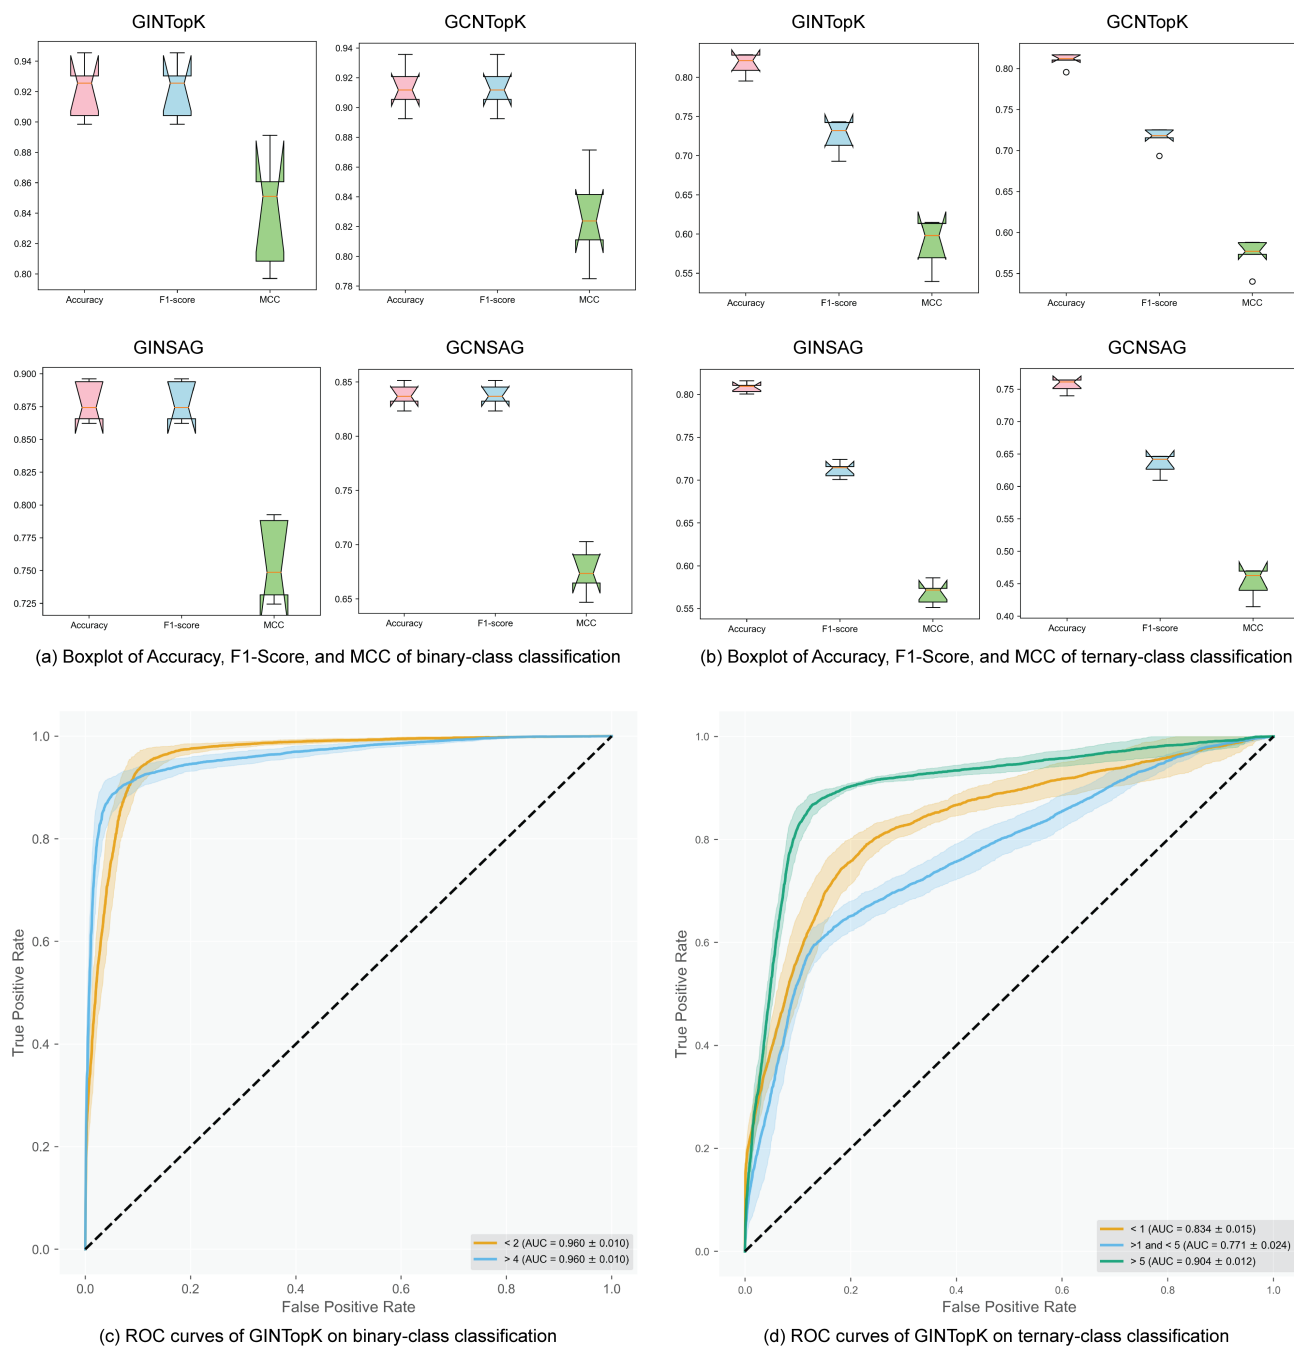 GINTopK
GCNTopK
GINTopK
GCNTopK
0.94
0.92
0.90
0.88
0.86
0.84
0.82
0.80
Accuracy
F1-score
MCC
0.94
0.92
0.90
0.88
0.86
0.84
0.82
0.80
0.78
Accuracy
F1-score
MCC
0.80
0.75
0.70
0.65
0.60
0.55
Accuracy
F1-score
MCC
0.80
0.75
0.70
0.65
0.60
0.55
Accuracy
F1-score
MCC
GINSAG
GCNSAG
GINSAG
GCNSAG
0.900
0.875
0.850
0.825
0.800
0.775
0.750
0.725
Accuracy
F1-score
MCC
0.85
0.80
0.75
0.70
0.65
Accuracy
F1-score
MCC
0.80
0.75
0.70
0.65
0.60
0.55
Accuracy
F1-score
MCC
0.75
0.70
0.65
0.60
0.55
0.50
0.45
0.40
Accuracy
F1-score
MCC
(a) Boxplot of Accuracy, F1-Score, and MCC of binary-class classification
(b) Boxplot of Accuracy, F1-Score, and MCC of ternary-class classification
1.0
0.8
0.6
0.4
0.2
0.0
True Positive Rate
< 2 (AUC = 0.960 ± 0.010)
> 4 (AUC = 0.960 ± 0.010)
0.0
0.2
0.4
0.6
0.8
1.0
False Positive Rate
(c) ROC curves of GINTopK on binary-class classification
1.0
0.8
0.6
0.4
0.2
0.0
True Positive Rate
< 1 (AUC = 0.834 ± 0.015)
>1 and < 5 (AUC = 0.771 ± 0.024)
> 5 (AUC = 0.904 ± 0.012)
0.0
0.2
0.4
0.6
0.8
1.0
False Positive Rate
(d) ROC curves of GINTopK on ternary-class classification